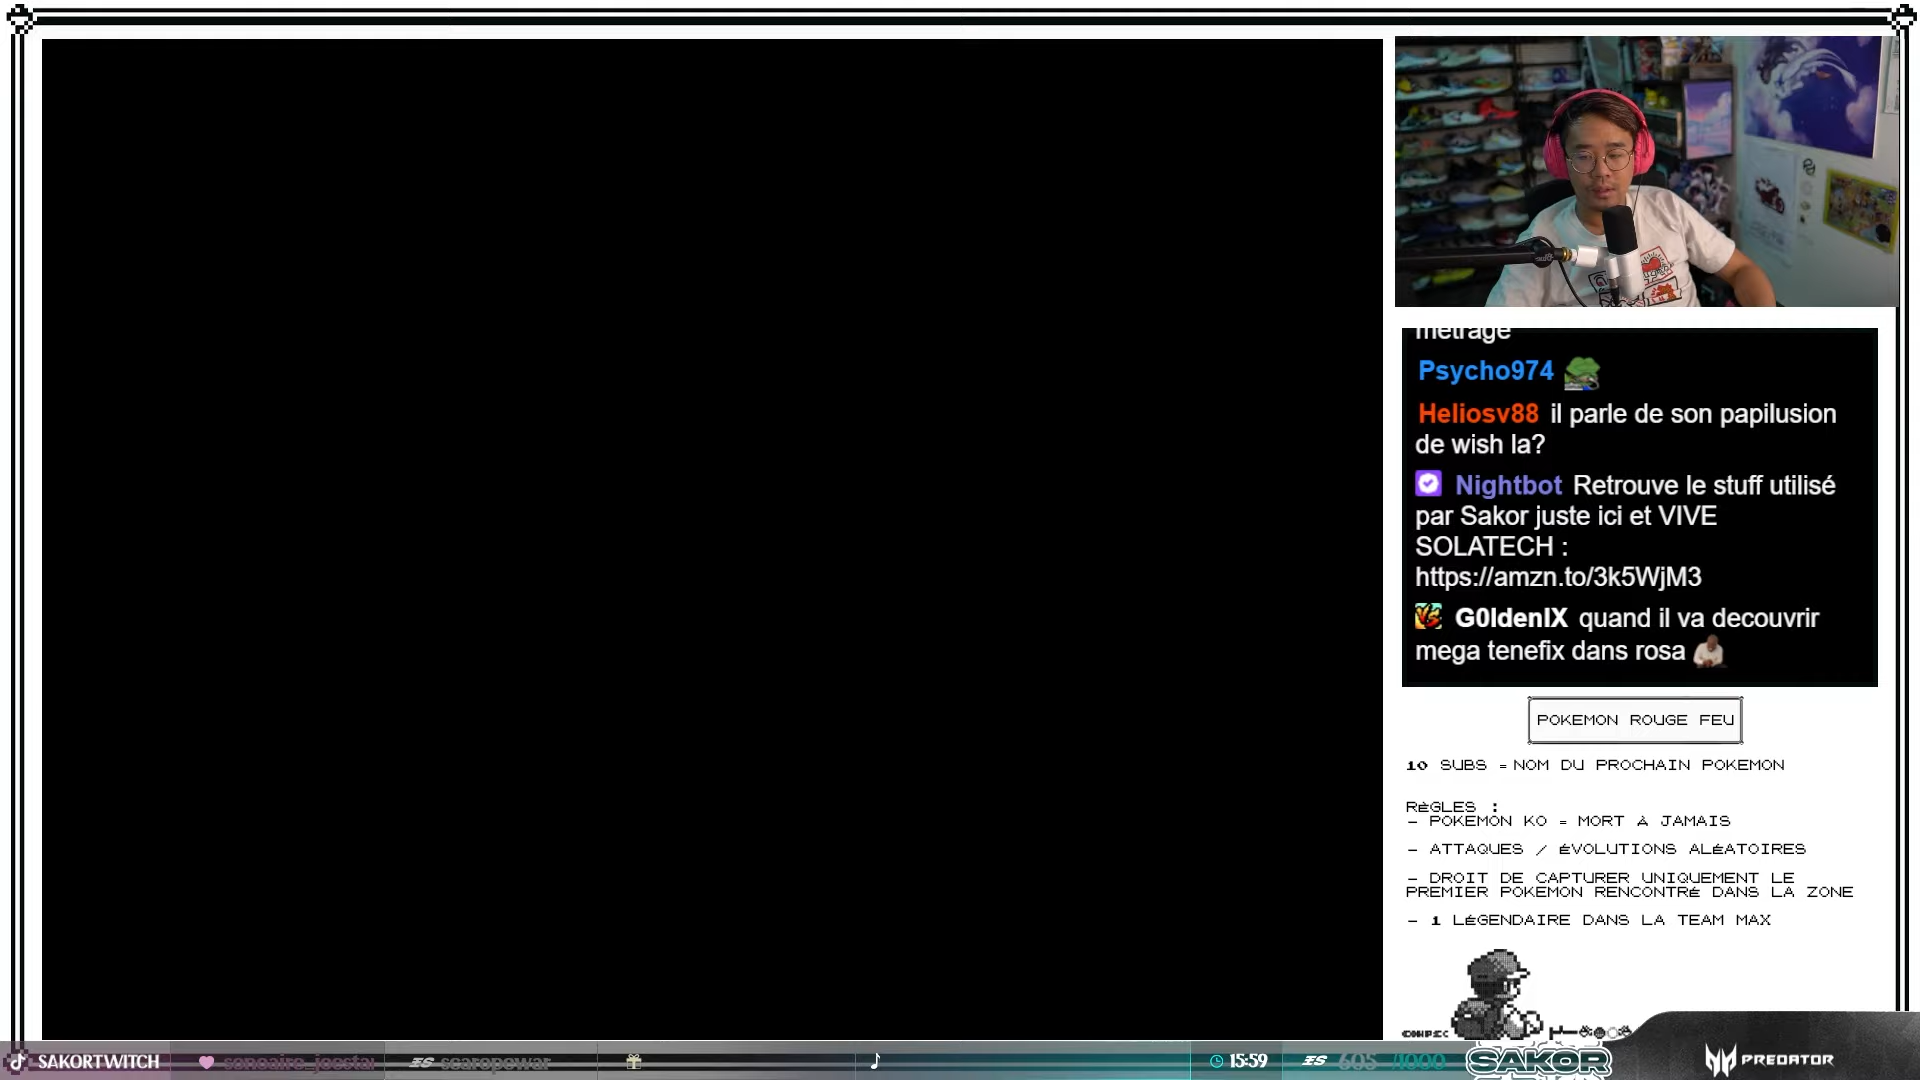 métrage
Psycho974
Heliosv88 il parle de son papilusion
de wish la?
Nightbot Retrouve le stuff utilisé
par Sakor juste ici et VIVE
SOLATECH :
https://amzn.to/3k5WjM3
G0ldenIX quand il va decouvrir
mega tenefix dans rosa
POKEMON ROUGE FEU
10 SUBS = NOM DU PROCHAIN POKEMON
RÈGLES :
- POKEMON KO = MORT À JAMAIS
- ATTAQUES / ÉVOLUTIONS ALÉATOIRES
- DROIT DE CAPTURER UNIQUEMENT LE
PREMIER POKEMON RENCONTRÉ DANS LA ZONE
- 1 LÉGENDAIRE DANS LA TEAM MAX
SAKORTWITCH
15:59
605 /1000
SAKOR
PREDATOR